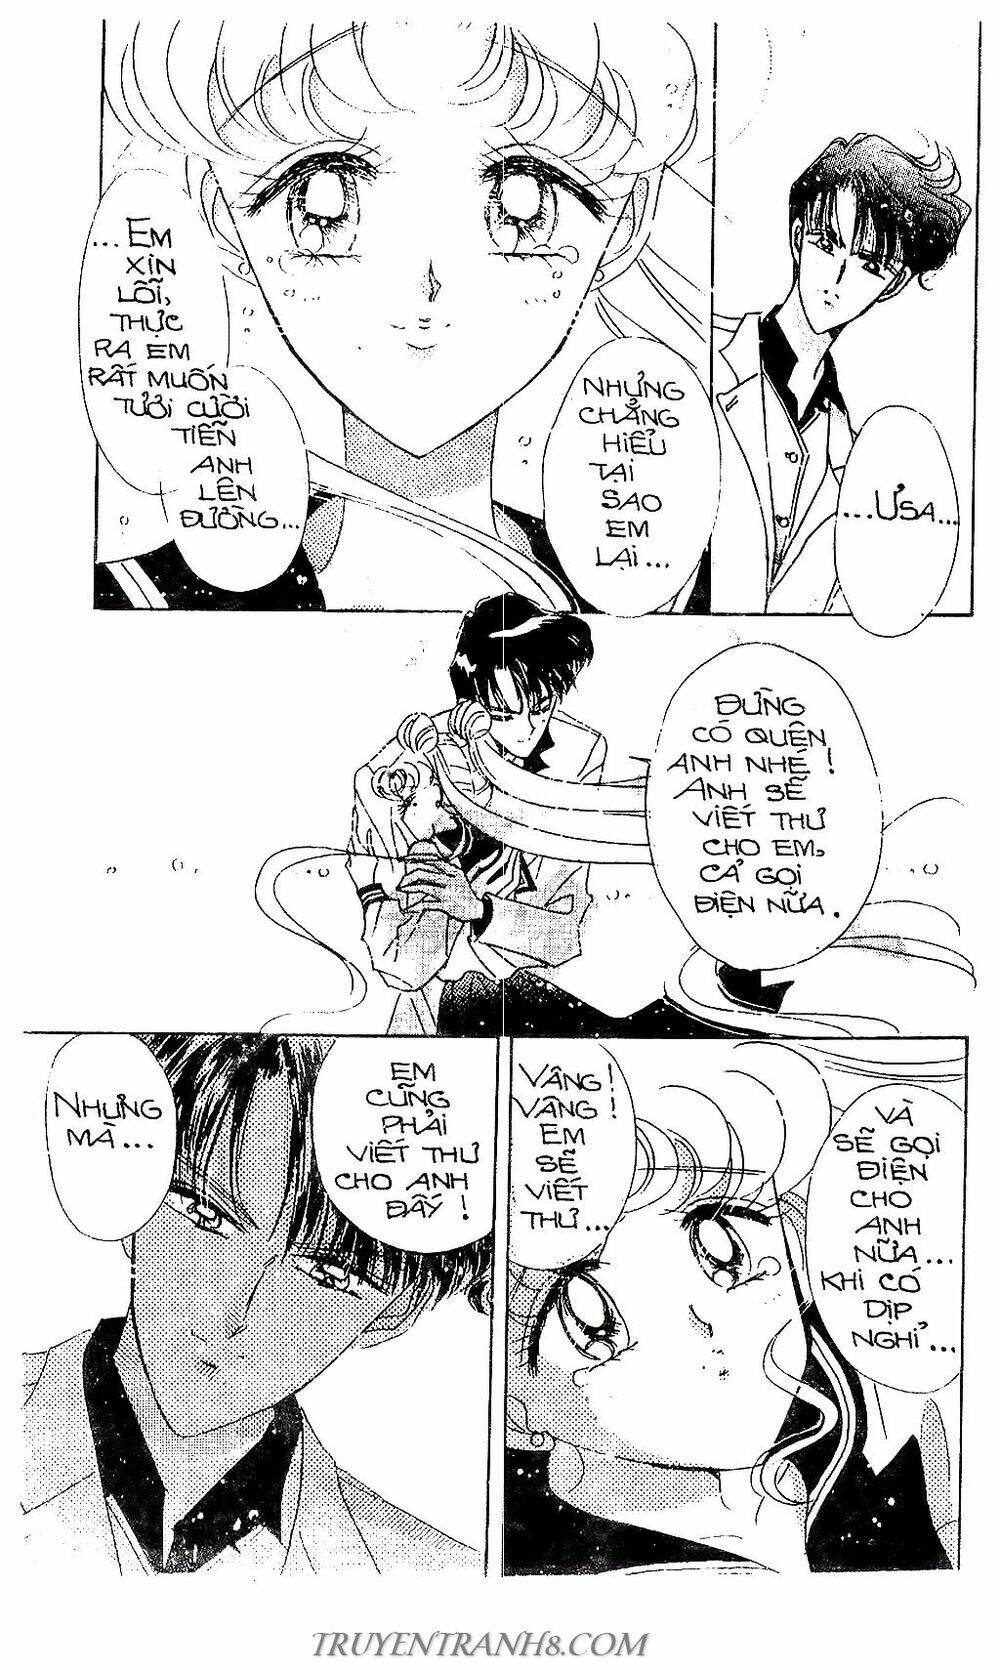 ...ƯSA...
NHƯNG
CHẲNG
HIỂU
TẠI
SAO
EM
LẠI...
...EM
XIN
LỖI,
THỰC
RA EM
RẤT MUỐN
TƯƠI CƯỜI
TIỄN
ANH
LÊN
ĐƯỜNG...
ĐỪNG
CÓ QUÊN
ANH NHÉ!
ANH SẼ
VIẾT THƯ
CHO EM,
CẢ GỌI
ĐIỆN NỮA.
VÀ
SẼ GỌI
ĐIỆN
CHO
ANH
NỮA...
KHI CÓ
DỊP
NGHỈ...
VÂNG!
VÂNG!
EM
SẼ
VIẾT
THƯ...
EM
CŨNG
PHẢI
VIẾT THƯ
CHO ANH
ĐẤY!
NHƯNG
MÀ...
TRUYENTRANH8.COM